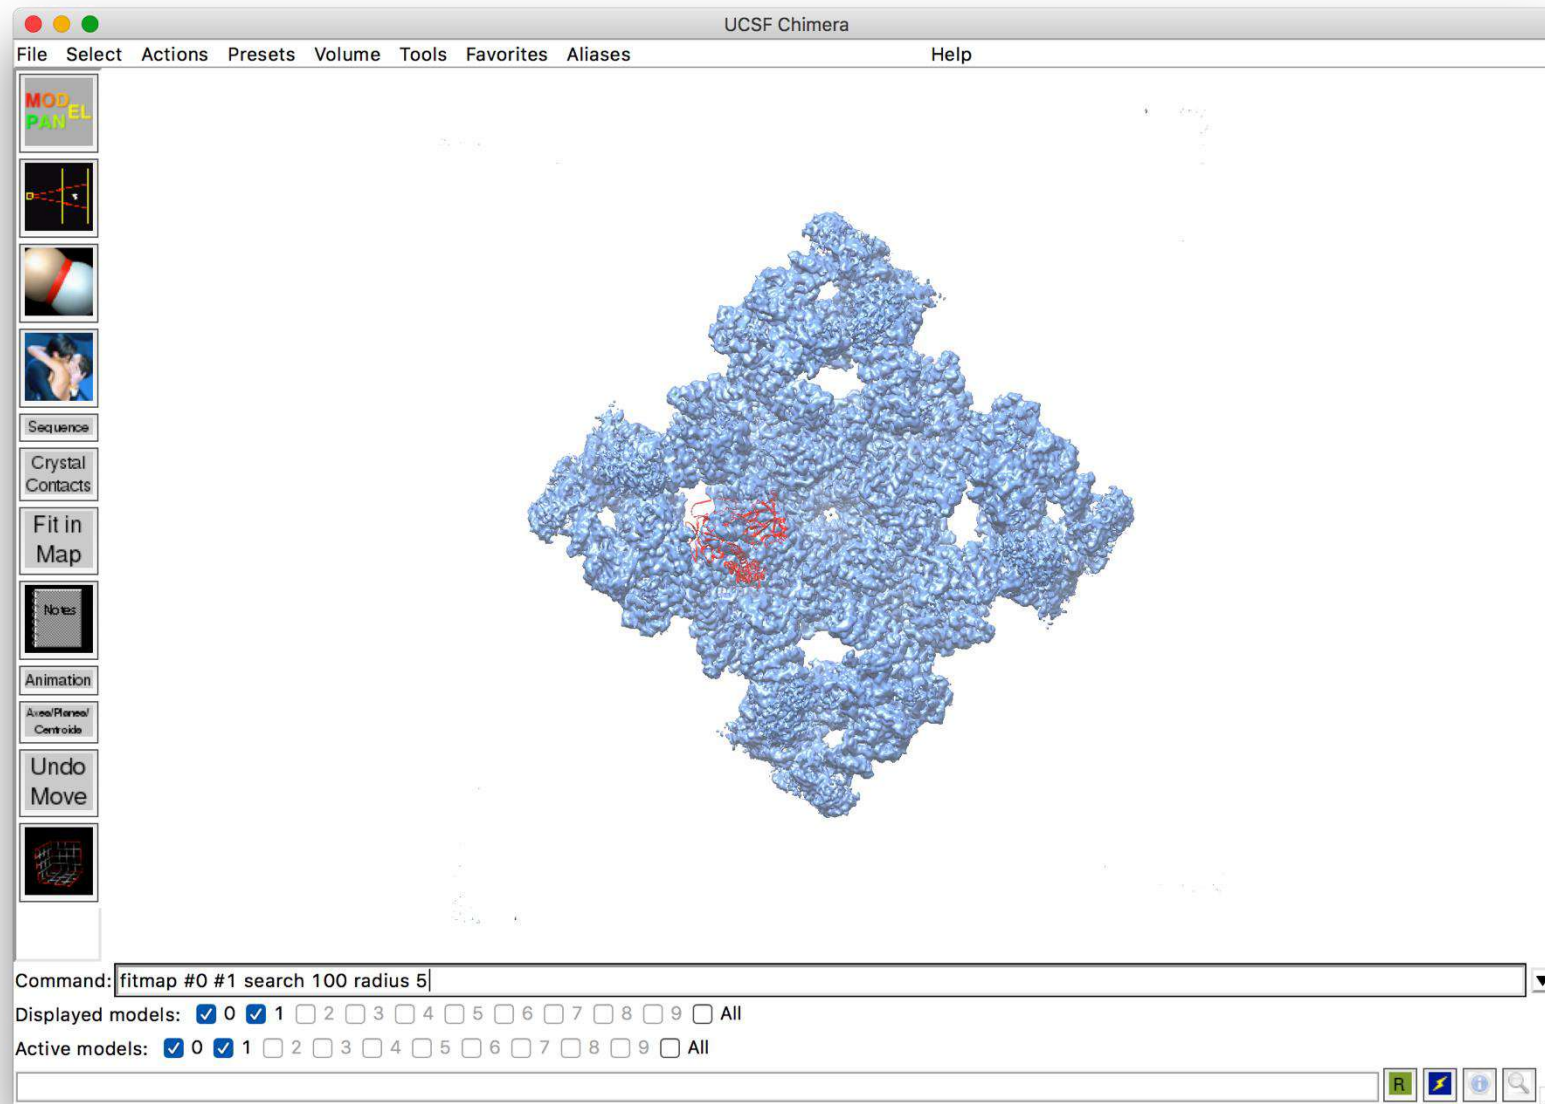 UCSF Chimera
File Select Actions Presets Volume Tools Favorites Aliases Help
MODEL
PANEL
Sequence
Crystal
Contacts
Fit in
Map
Notes
Animation
Axes/Planes/
Centroids
Undo
Move
Command: fitmap #0 #1 search 100 radius 5
Displayed models: 0 1 2 3 4 5 6 7 8 9 All
Active models: 0 1 2 3 4 5 6 7 8 9 All
R